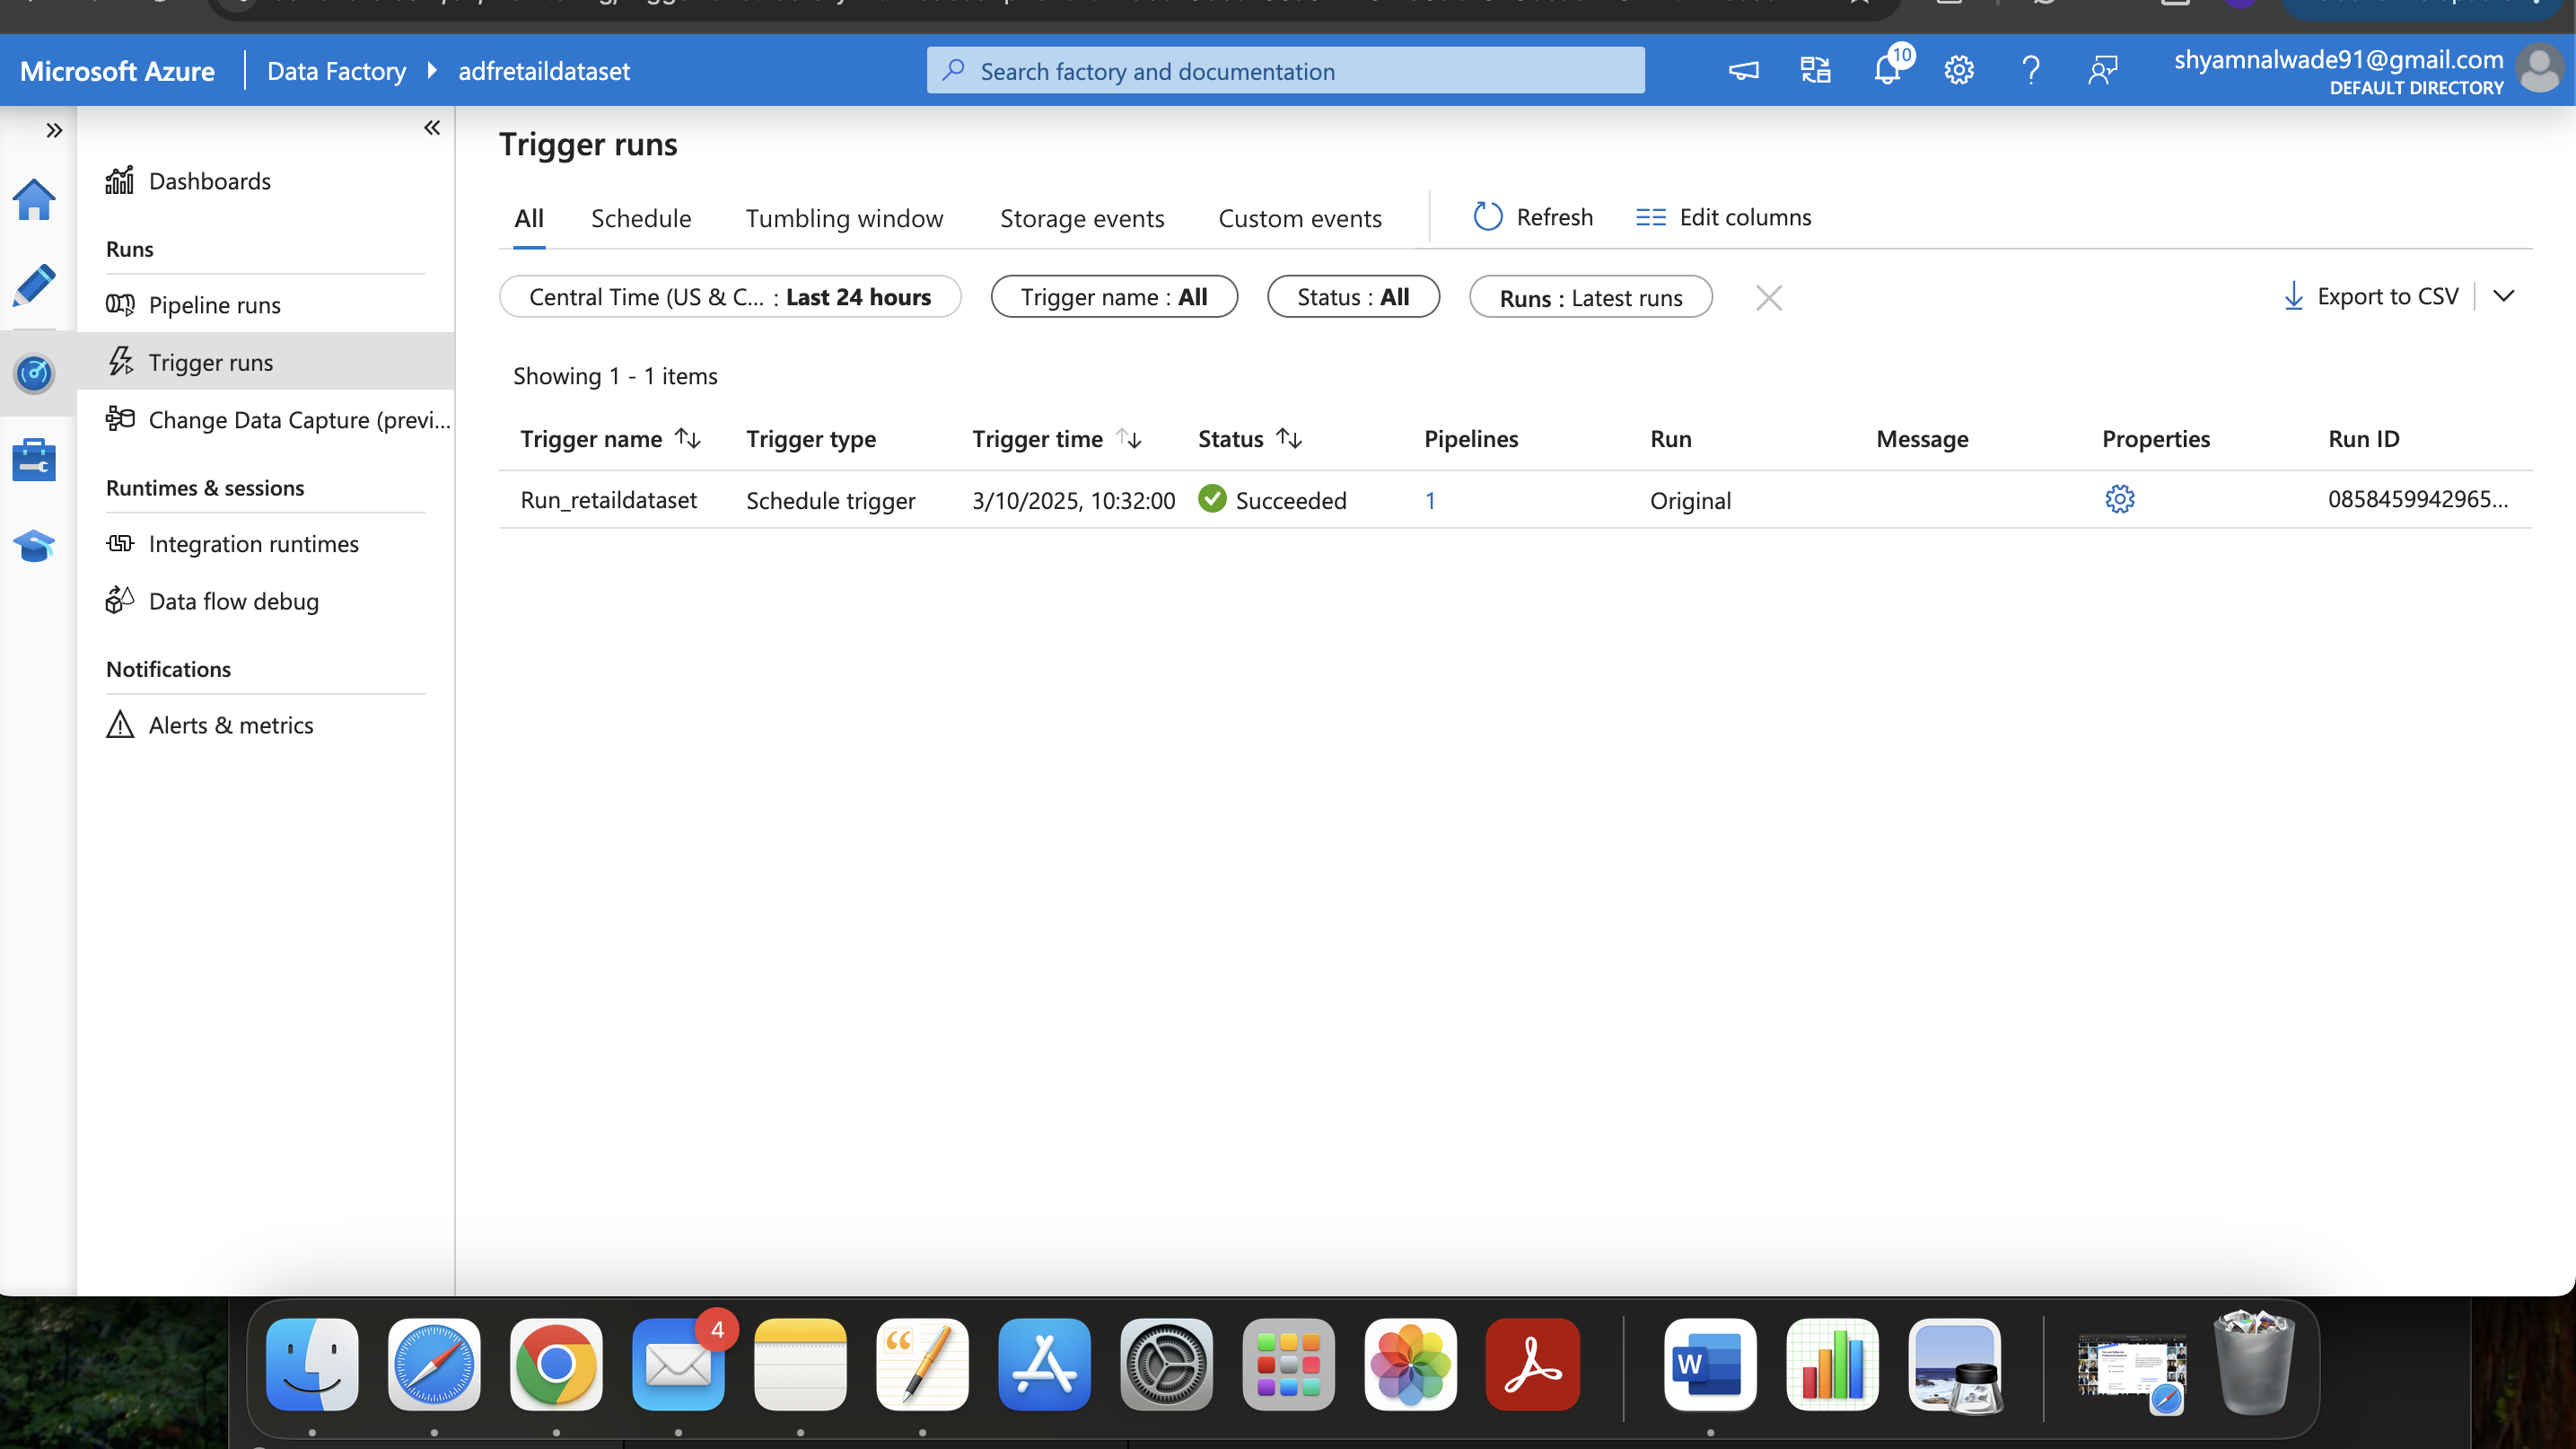 Microsoft Azure
Data Factory
adfretaildataset
Search factory and documentation
10
shyamnalwade91@gmail.com
DEFAULT DIRECTORY
Dashboards
Runs
Pipeline runs
Trigger runs
Change Data Capture (previ...
Runtimes & sessions
Integration runtimes
Data flow debug
Notifications
Alerts & metrics
Trigger runs
All Schedule Tumbling window Storage events Custom events Refresh Edit columns
Central Time (US & C... : Last 24 hours Trigger name : All Status : All Runs : Latest runs Export to CSV
Showing 1 - 1 items
Trigger name Trigger type Trigger time Status Pipelines Run Message Properties Run ID
Run_retaildataset Schedule trigger 3/10/2025, 10:32:00 Succeeded 1 Original 0858459942965...
4
W